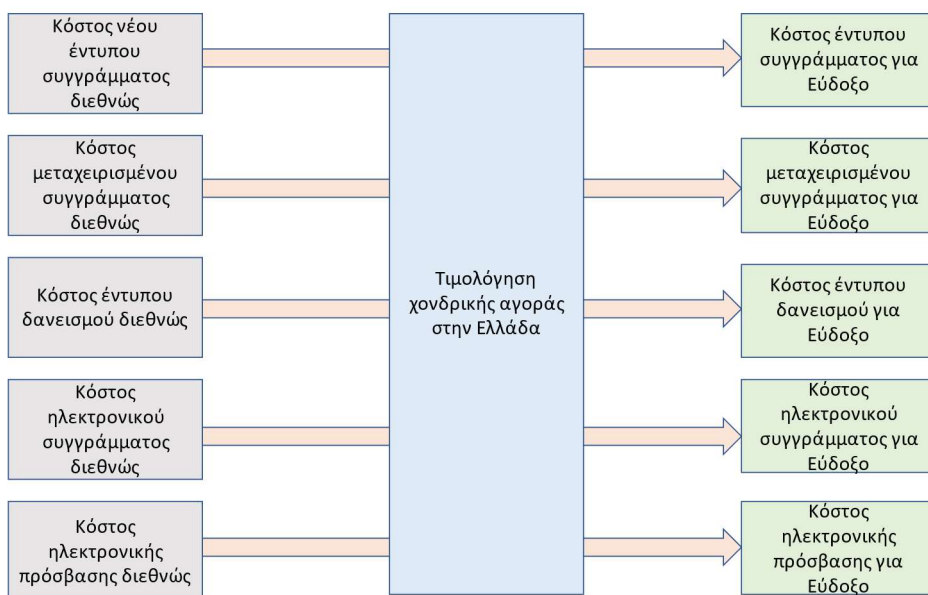 Κόστος νέου
έντυπου
συγγράμματος
διεθνώς
Κόστος
μεταχειρισμένου
συγγράμματος
διεθνώς
Κόστος έντυπου
δανεισμού διεθνώς
Κόστος
ηλεκτρονικού
συγγράμματος
διεθνώς
Κόστος
ηλεκτρονικής
πρόσβασης διεθνώς
Τιμολόγηση
χονδρικής αγοράς
στην Ελλάδα
Κόστος έντυπου
συγγράμματος για
Εύδοξο
Κόστος
μεταχειρισμένου
συγγράμματος για
Εύδοξο
Κόστος έντυπου
δανεισμού για
Εύδοξο
Κόστος
ηλεκτρονικού
συγγράμματος για
Εύδοξο
Κόστος
ηλεκτρονικής
πρόσβασης για
Εύδοξο